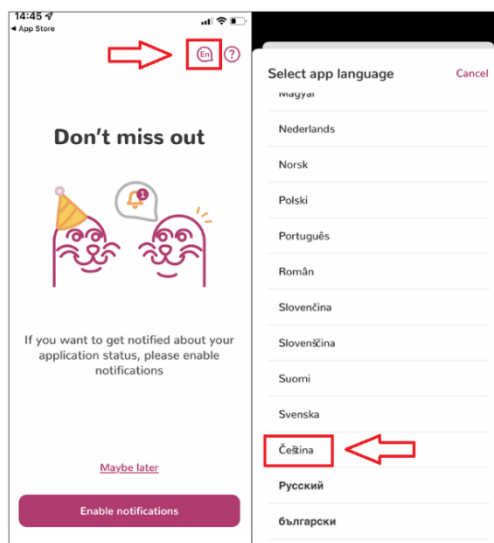 14:45
App Store
En
?
Don't miss out
1
If you want to get notified about your
application status, please enable
notifications
Maybe later
Enable notifications
Select app language
Cancel
Magyar
Nederlands
Norsk
Polski
Português
Român
Slovenčina
Slovenščina
Suomi
Svenska
Čeština
Русский
български